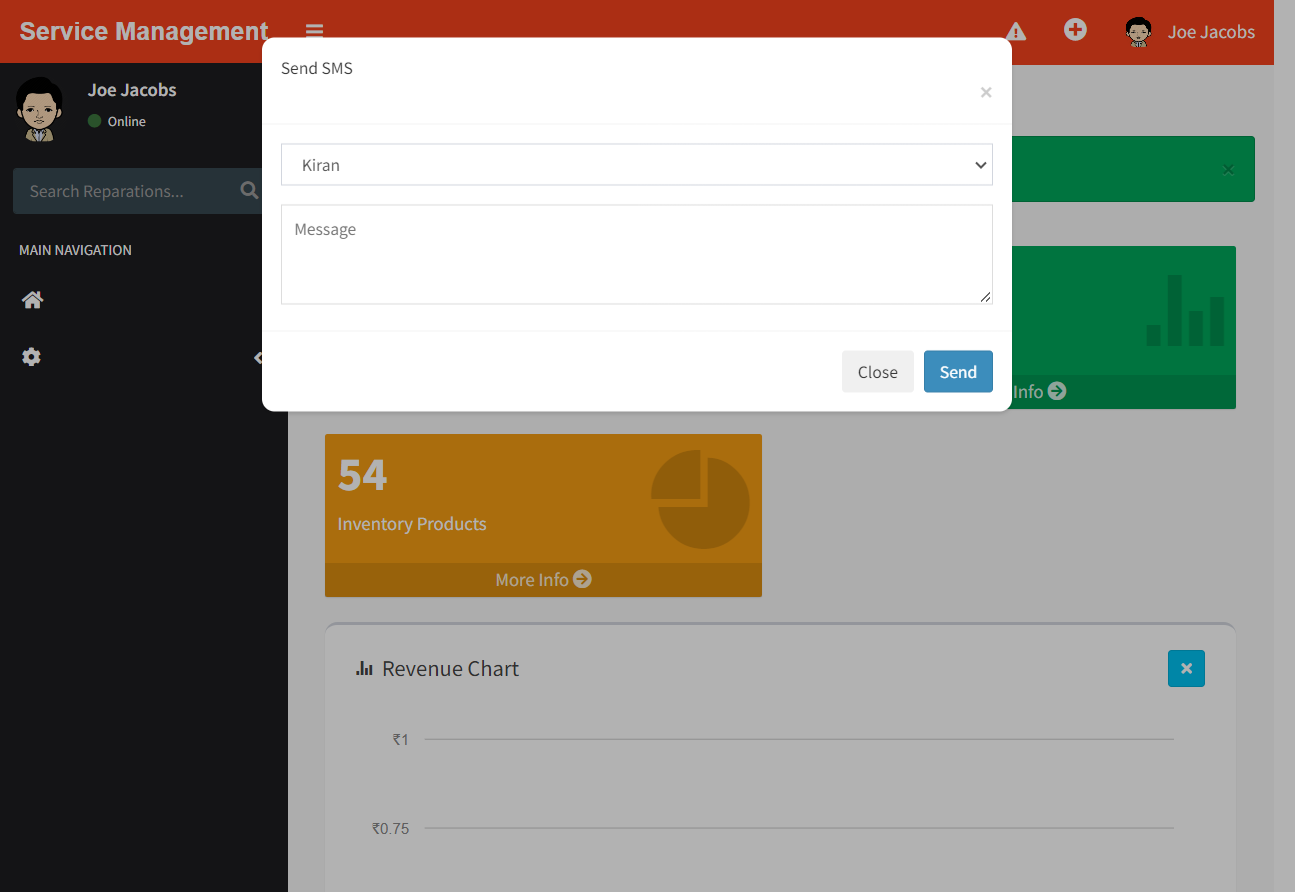 Service Management
Joe Jacobs
Send SMS
×
Joe Jacobs
Online
Kiran
Search Reparations...
Message
MAIN NAVIGATION
Close
Send
Info
54
Inventory Products
More Info
Revenue Chart
₹1
₹0.75